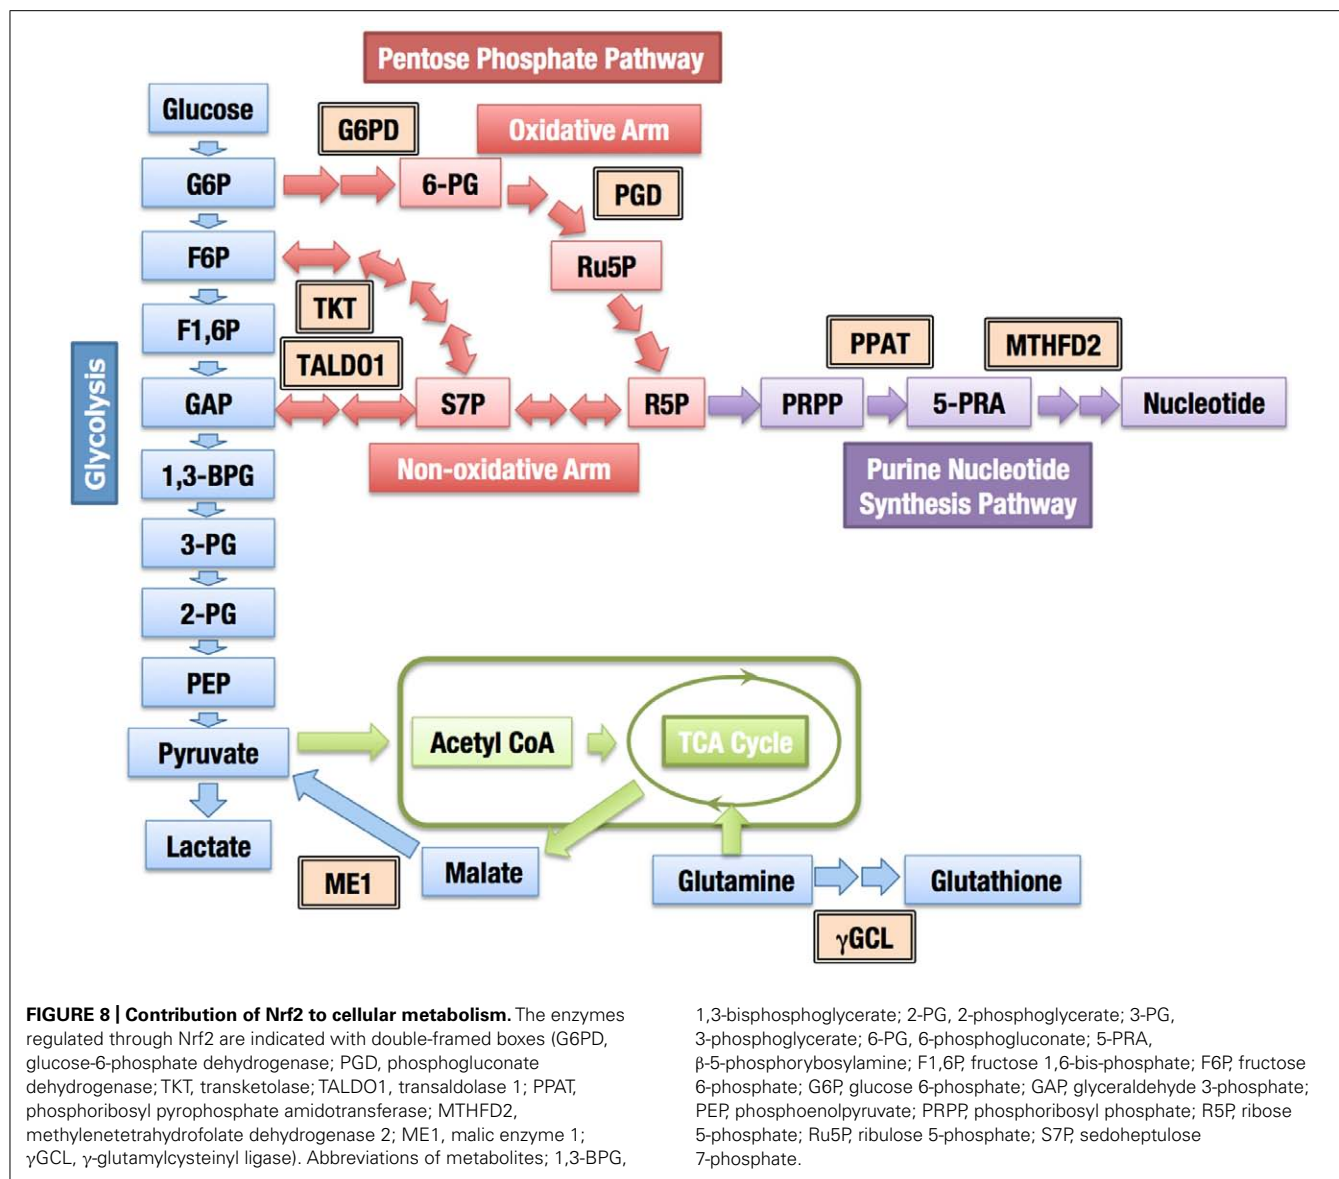 Pentose Phosphate Pathway
Glucose
G6PD
Oxidative Arm
G6P
6-PG
PGD
F6P
Ru5P
TKT
F1,6P
PPAT
MTHFD2
TALDO1
Glycolysis
GAP
S7P
R5P
PRPP
5-PRA
Nucleotide
1,3-BPG
Non-oxidative Arm
Purine Nucleotide
Synthesis Pathway
3-PG
2-PG
PEP
Pyruvate
Acetyl CoA
TCA Cycle
Lactate
ME1
Malate
Glutamine
Glutathione
γGCL
FIGURE 8 | Contribution of Nrf2 to cellular metabolism. The enzymes
regulated through Nrf2 are indicated with double-framed boxes (G6PD,
glucose-6-phosphate dehydrogenase; PGD, phosphogluconate
dehydrogenase; TKT, transketolase; TALDO1, transaldolase 1; PPAT,
phosphoribosyl pyrophosphate amidotransferase; MTHFD2,
methylenetetrahydrofolate dehydrogenase 2; ME1, malic enzyme 1;
γGCL, γ-glutamylcysteinyl ligase). Abbreviations of metabolites; 1,3-BPG,
1,3-bisphosphoglycerate; 2-PG, 2-phosphoglycerate; 3-PG,
3-phosphoglycerate; 6-PG, 6-phosphogluconate; 5-PRA,
β-5-phosphorybosylamine; F1,6P, fructose 1,6-bis-phosphate; F6P, fructose
6-phosphate; G6P, glucose 6-phosphate; GAP, glyceraldehyde 3-phosphate;
PEP, phosphoenolpyruvate; PRPP, phosphoribosyl phosphate; R5P, ribose
5-phosphate; Ru5P, ribulose 5-phosphate; S7P, sedoheptulose
7-phosphate.